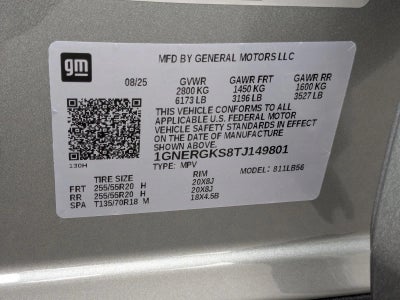 gm
MFD BY GENERAL MOTORS LLC
08/25 GVWR GAWR FRT GAWR RR
2800 KG 1450 KG 1600 KG
6173 LB 3196 LB 3527 LB
THIS VEHICLE CONFORMS TO ALL
APPLICABLE U.S. FEDERAL MOTOR
VEHICLE SAFETY STANDARDS IN EFFECT
ON THE DATE OF MANUFACTURE
SHOWN ABOVE.
1GNERGKS8TJ149801
130H TYPE: MPV MODEL: 811LB56
TIRE SIZE RIM
FRT 255/55R20 H 20X8J
RR 255/55R20 H 20X8J
SPA T135/70R18 M 18X4.5B